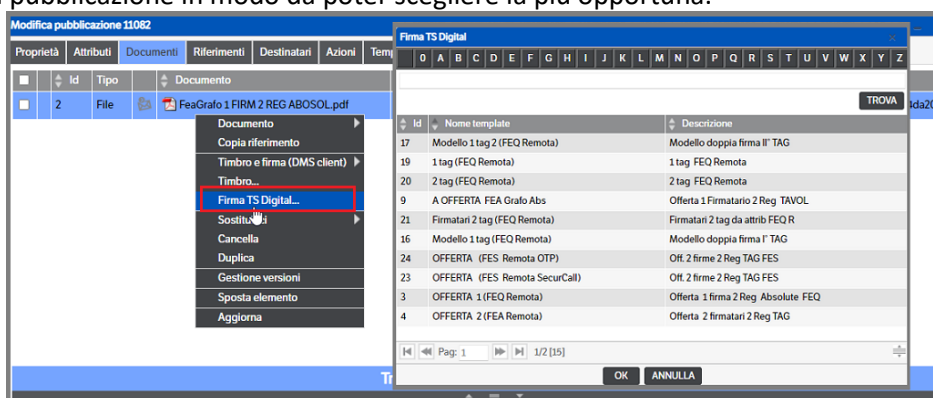 pubblicazione in modo da poter scegliere la più opportuna.
Modifica pubblicazione 11082
Proprietà Attributi Documenti Riferimenti Destinatari Azioni
Id Tipo Documento
2 File FeaGrafo 1 FIRM 2 REG ABOSOL.pdf
Documento
Copia riferimento
Timbro e firma (DMS client)
Timbro...
Firma TS Digital...
Cancella
Duplica
Gestione versioni
Sposta elemento
Aggiorna
Firma TS Digital
0 A B C D E F G H I J K L M N O P Q R S T U V W X Y Z
TROVA
Id Nome template Descrizione
17 Modello 1 tag 2 (FEQ Remota) Modello doppia firma II° TAG
19 1 tag (FEQ Remota) 1 tag FEQ Remota
20 2 tag (FEQ Remota) 2 tag FEQ Remota
9 A OFFERTA FEA Grafo Abs Offerta 1 Firmatario 2 Reg TAVOL
21 Firmatari 2 tag (FEQ Remota) Firmatari 2 tag da attrib FEQ R
16 Modello 1 tag (FEQ Remota) Modello doppia firma I° TAG
24 OFFERTA (FES Remota OTP) Off. 2 firme 2 Reg TAG FES
23 OFFERTA (FES Remota SecurCall) Off. 2 firme 2 Reg TAG FES
3 OFFERTA 1 (FEQ Remota) Offerta 1 firma 2 Reg Absolute FEQ
4 OFFERTA 2 (FEA Remota) Offerta 2 firmatari 2 Reg TAG
Pag: 1 1/2 [15]
OK ANNULLA